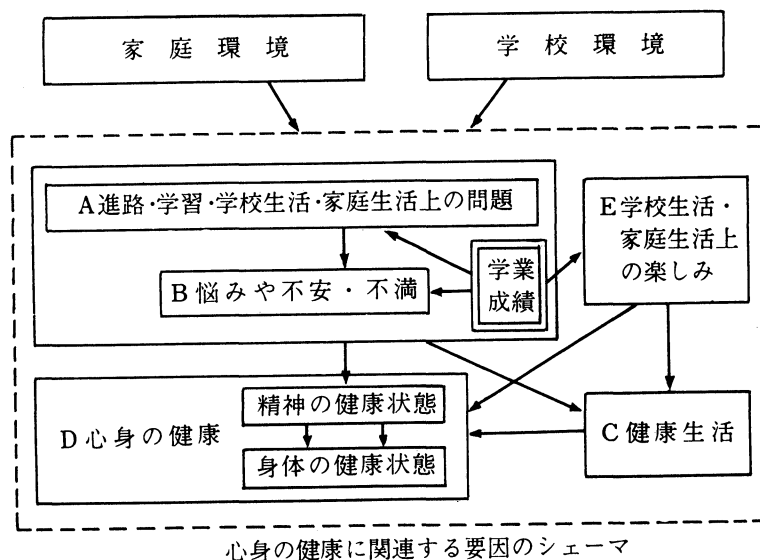 家庭環境
学校環境
A進路・学習・学校生活・家庭生活上の問題
B悩みや不安・不満
学業
成績
E学校生活・
家庭生活上
の楽しみ
D心身の健康
精神の健康状態
身体の健康状態
C健康生活
心身の健康に関連する要因のシェーマ